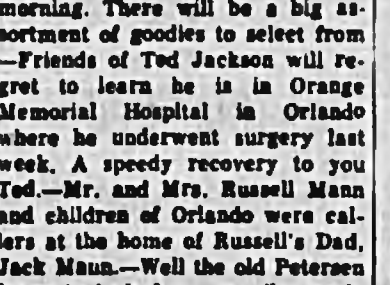 morning. There will be a big as-
sortment of goodies to select from
—Friends of Ted Jackson will re-
gret to learn he is in Orange
Memorial Hospital in Orlando
where he underwent surgery last
week. A speedy recovery to you
Ted.—Mr. and Mrs. Russell Mann
and children of Orlando were cal-
lers at the home of Russell's Dad,
Jack Maun.—Well the old Petersen